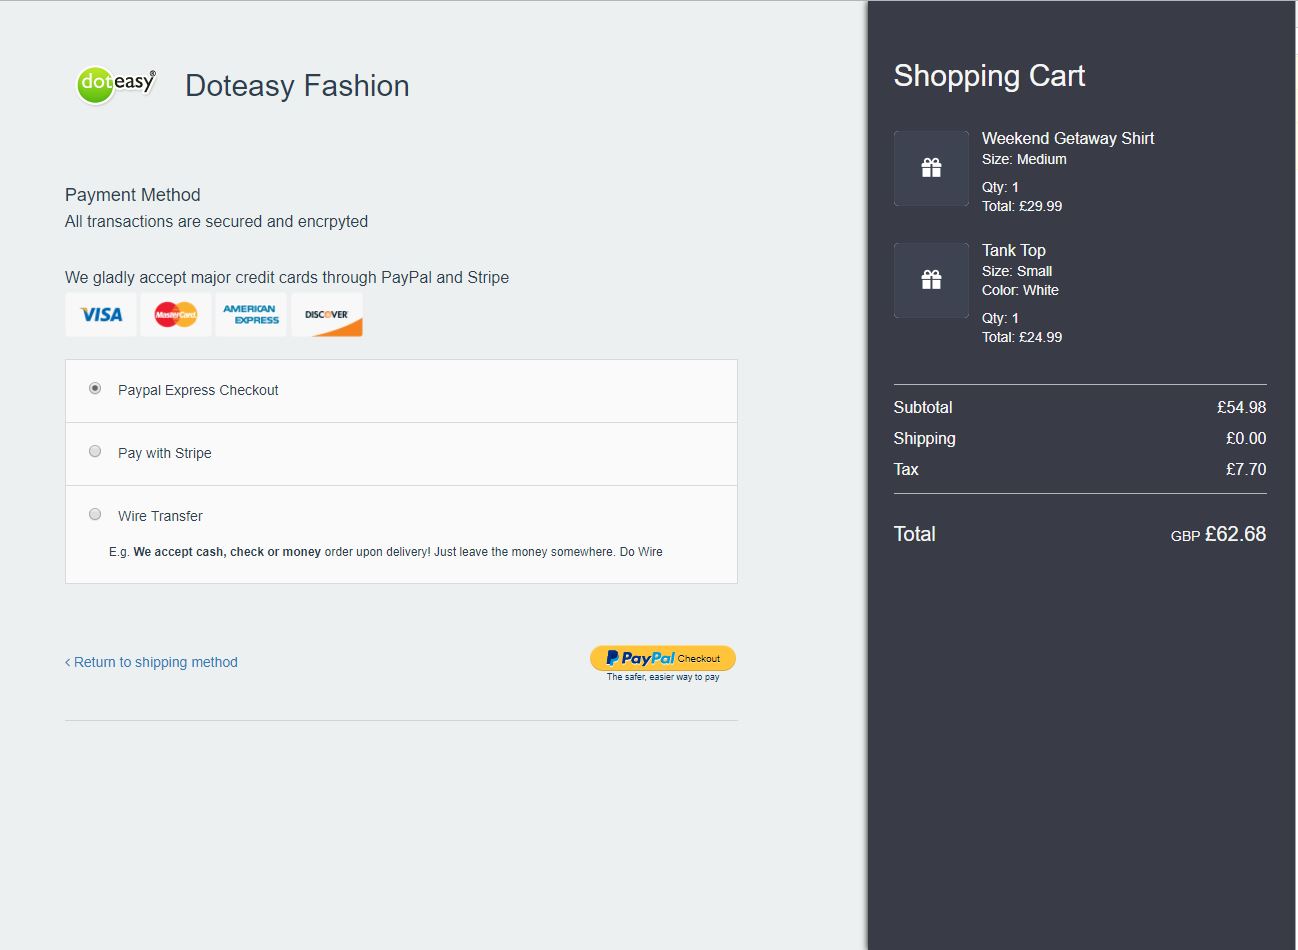 doteasy®
Doteasy Fashion
Payment Method
All transactions are secured and encrpyted
We gladly accept major credit cards through PayPal and Stripe
VISA MasterCard AMERICAN EXPRESS DISCOVER
Paypal Express Checkout
Pay with Stripe
Wire Transfer
E.g. We accept cash, check or money order upon delivery! Just leave the money somewhere. Do Wire
< Return to shipping method
PayPal Checkout
The safer, easier way to pay
Shopping Cart
Weekend Getaway Shirt
Size: Medium
Qty: 1
Total: £29.99
Tank Top
Size: Small
Color: White
Qty: 1
Total: £24.99
Subtotal £54.98
Shipping £0.00
Tax £7.70
Total GBP £62.68